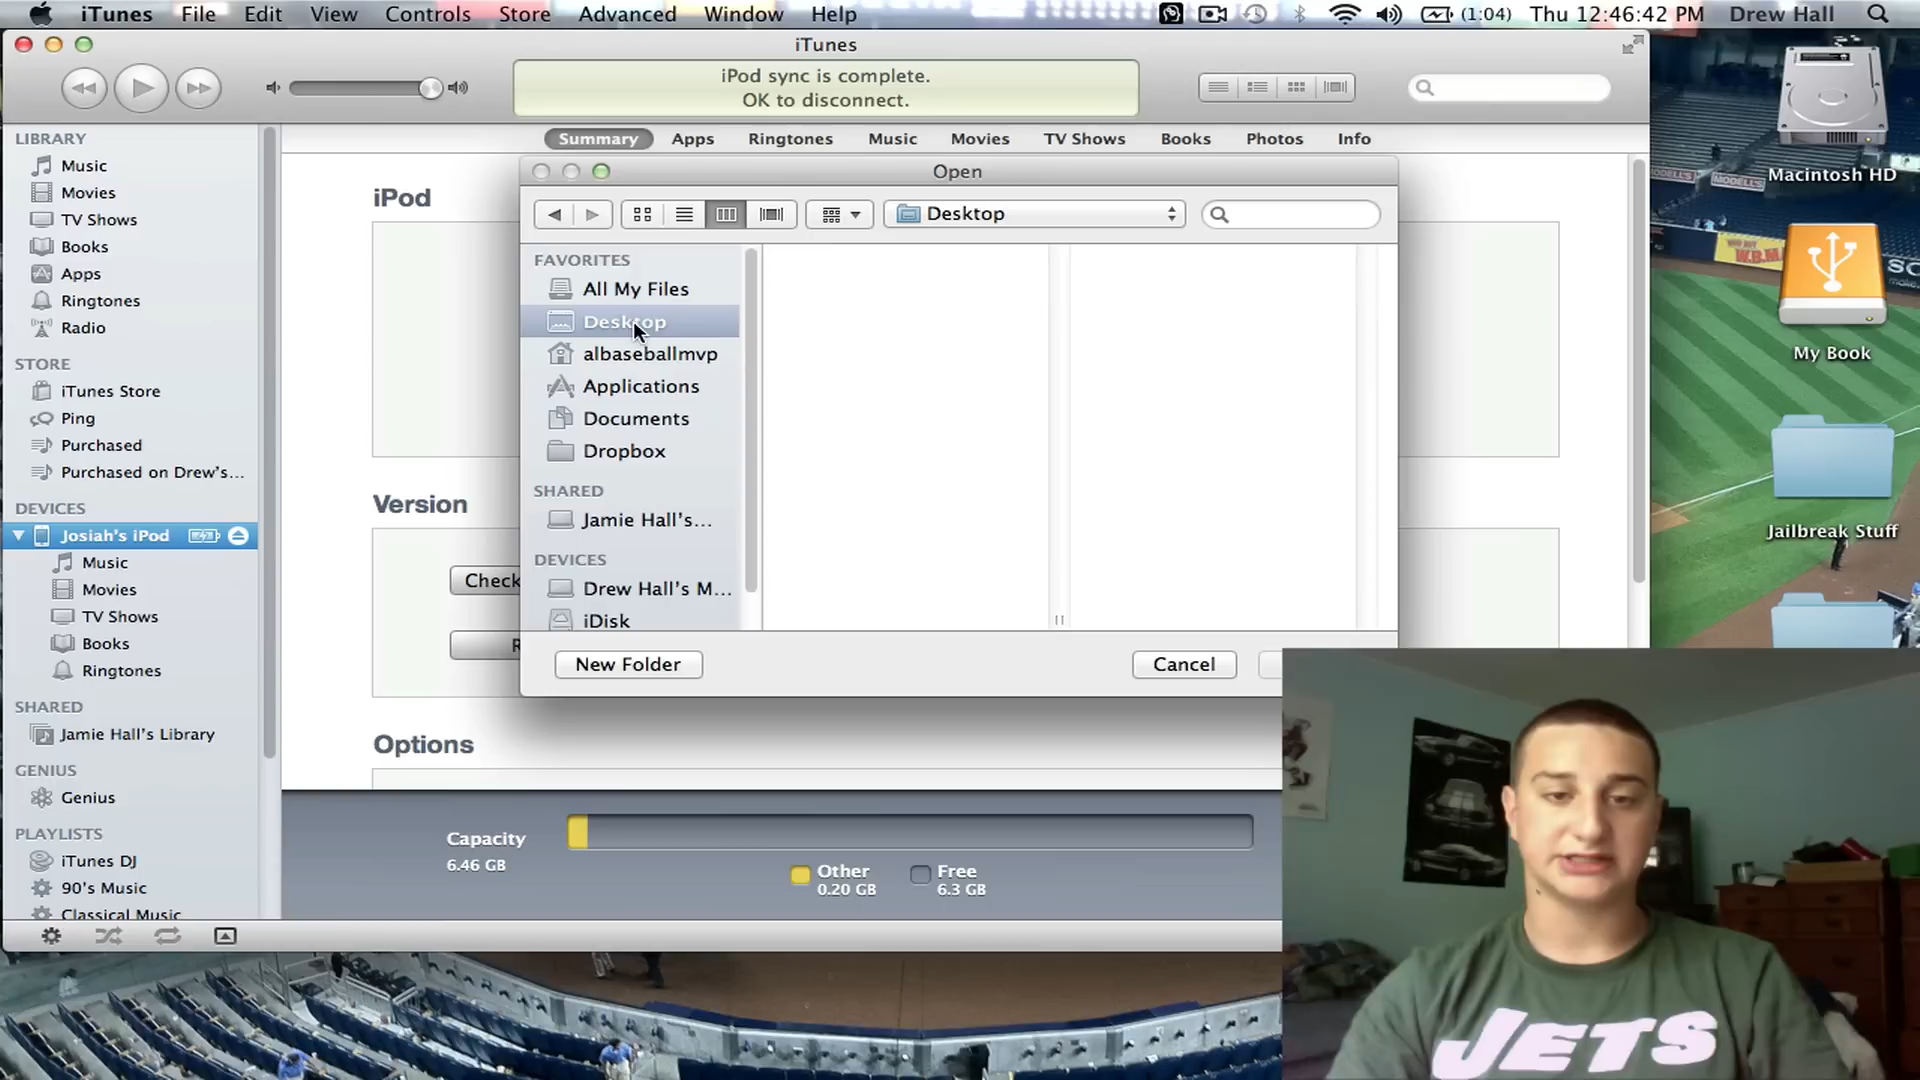 iTunes File Edit View Controls Store Advanced Window Help (1:04) Thu 12:46:42 PM Drew Hall
iTunes
iPod sync is complete.
OK to disconnect.
LIBRARY
Music
Movies
TV Shows
Books
Apps
Ringtones
Radio
STORE
iTunes Store
Ping
Purchased
Purchased on Drew's...
DEVICES
Josiah's iPod
Music
Movies
TV Shows
Books
Ringtones
SHARED
Jamie Hall's Library
GENIUS
Genius
PLAYLISTS
iTunes DJ
90's Music
Classical Music
Summary Apps Ringtones Music Movies TV Shows Books Photos Info
iPod
Version
Check
R
Options
Open
Desktop
FAVORITES
All My Files
Desktop
albaseballmvp
Applications
Documents
Dropbox
SHARED
Jamie Hall's...
DEVICES
Drew Hall's M...
iDisk
New Folder Cancel
Capacity
6.46 GB
Other
0.20 GB
Free
6.3 GB
Macintosh HD
My Book
Jailbreak Stuff
MODELL'S
MODELL'S
W.B.M
JETS